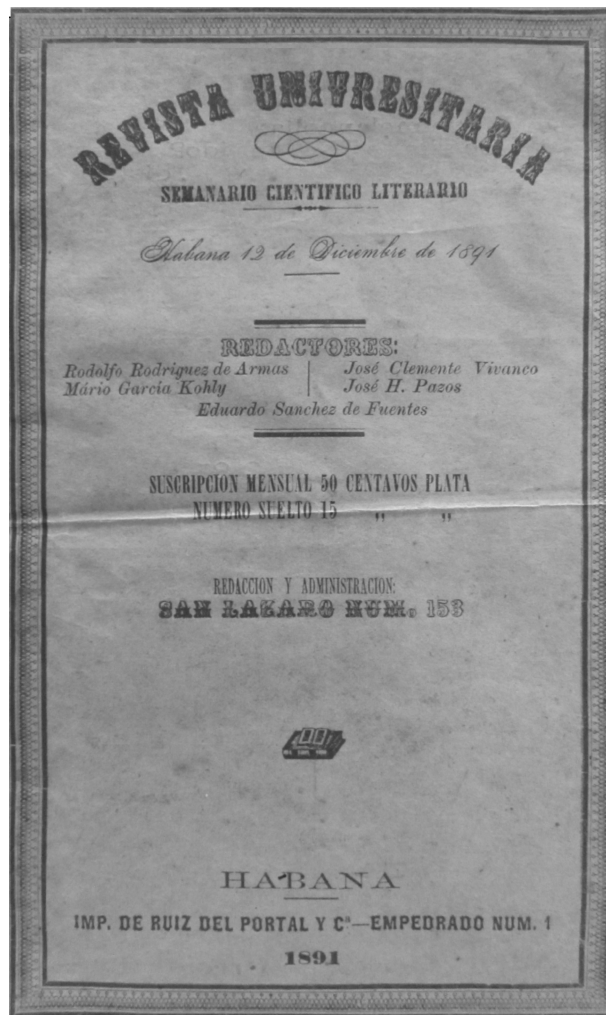 REVISTA UNIVRESITARIA
SEMANARIO CIENTIFICO LITERARIO
Habana 12 de Diciembre de 1891
REDACTORES:
Rodolfo Rodriguez de Armas
Mário García Kohly
José Clemente Vivanco
José H. Pazos
Eduardo Sanchez de Fuentes
SUSCRIPCION MENSUAL 50 CENTAVOS PLATA
NUMERO SUELTO 15 „ „
REDACCION Y ADMINISTRACION:
SAN LAZARO NUM. 153
HABANA
IMP. DE RUIZ DEL PORTAL Y Cª—EMPEDRADO NUM. 1
1891